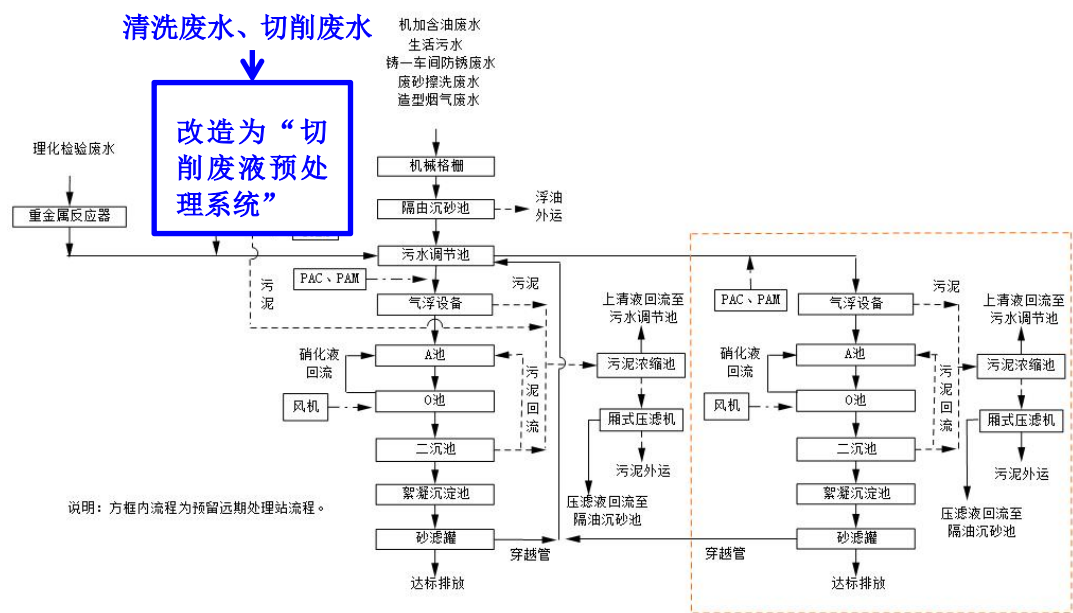 清洗废水、切削废水
机加含油废水
生活污水
铸一车间防锈废水
废砂擦洗废水
造型烟气废水
改造为“切
削废液预处
理系统”
理化检验废水
重金属反应器
机械格栅
隔由沉砂池
浮油
外运
污水调节池
污
泥
PAC、PAM
污泥
气浮设备
上清液回流至
污水调节池
硝化液
回流
A池
污
泥
回
流
污泥浓缩池
风机
O池
厢式压滤机
二沉池
污泥外运
絮凝沉淀池
压滤液回流至
隔油沉砂池
砂滤罐
穿越管
达标排放
说明：方框内流程为预留远期处理站流程。
PAC、PAM
污泥
气浮设备
上清液回流至
污水调节池
硝化液
回流
A池
污
泥
回
流
污泥浓缩池
风机
O池
厢式压滤机
二沉池
污泥外运
絮凝沉淀池
压滤液回流至
隔油沉砂池
穿越管
砂滤罐
达标排放